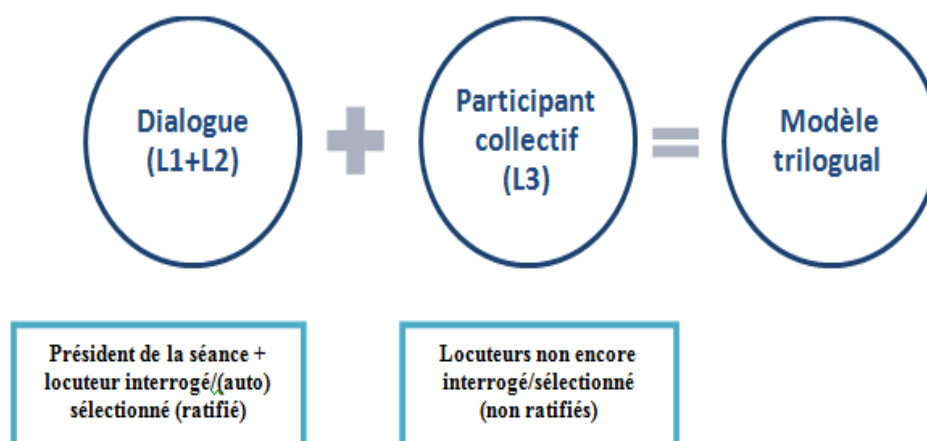 Dialogue
(L1+L2)
+
Participant
collectif
(L3)
=
Modèle
trilogual
Président de la séance +
locuteur interrogé/(auto)
sélectionné (ratifié)
Locuteurs non encore
interrogé/sélectionné
(non ratifiés)